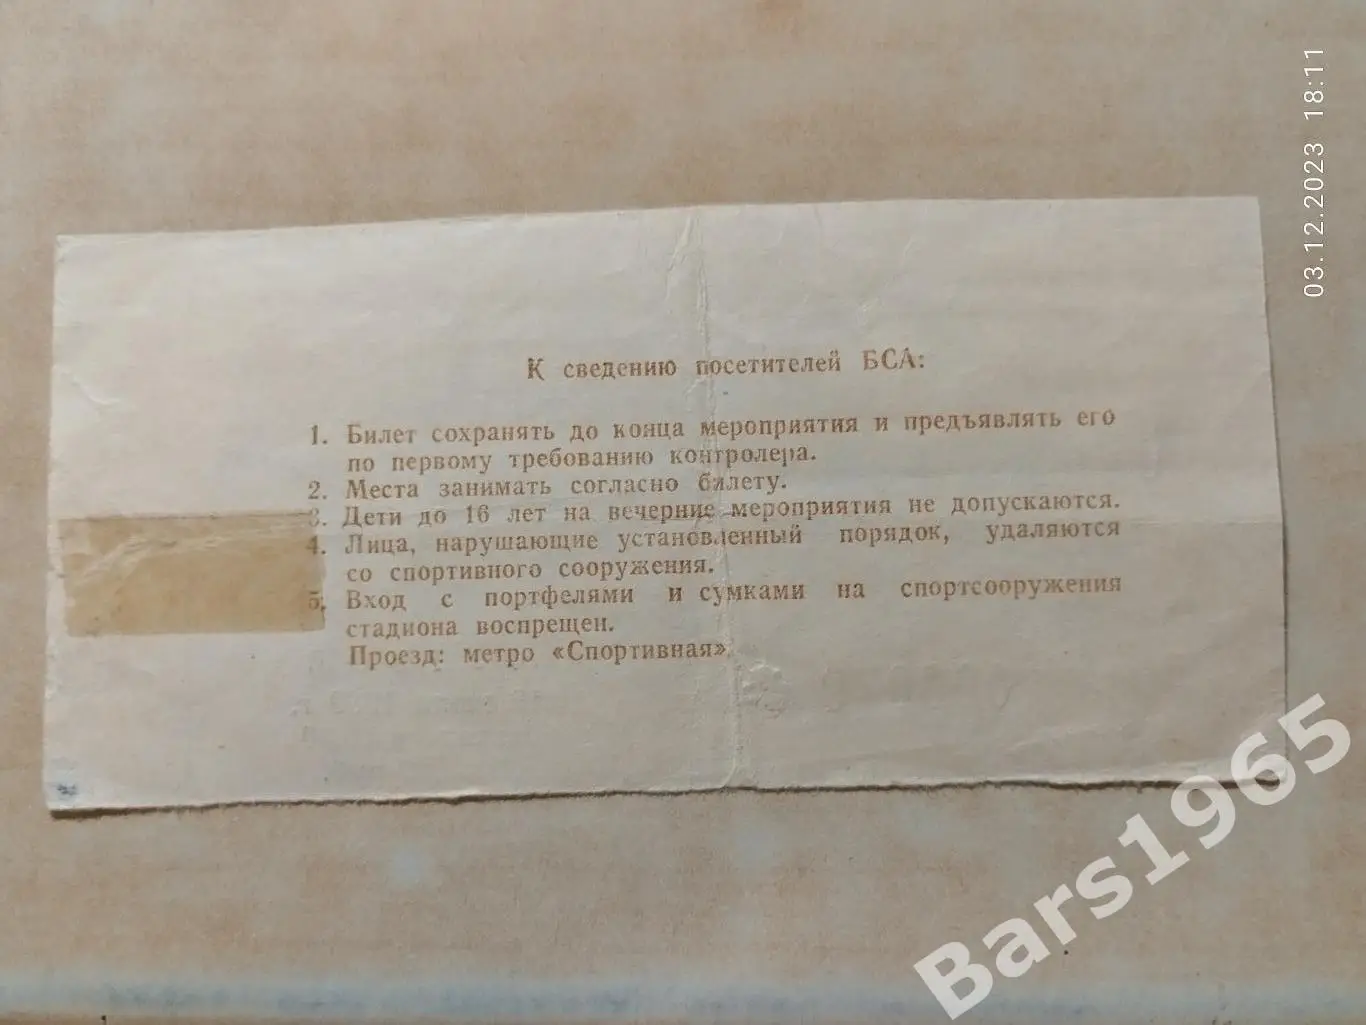 К сведению посетителей БСА:
1. Билет сохранять до конца мероприятия и предъявлять его
по первому требованию контролера.
2. Места занимать согласно билету.
3. Дети до 16 лет на вечерние мероприятия не допускаются.
4. Лица, нарушающие установленный порядок, удаляются
со спортивного сооружения.
5. Вход с портфелями и сумками на спортсооружения
стадиона воспрещен.
Проезд: метро «Спортивная».
03.12.2023 18:11
Bars1965